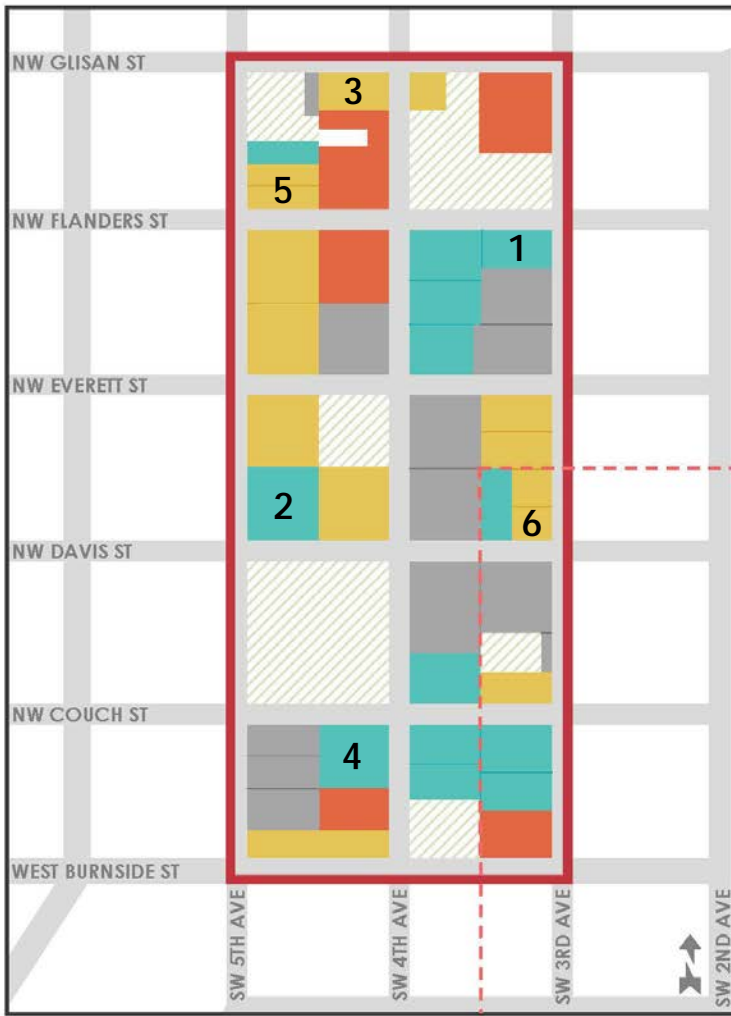 NW GLISAN ST
3
5
NW FLANDERS ST
1
NW EVERETT ST
2
6
NW DAVIS ST
NW COUCH ST
4
WEST BURNSIDE ST
SW 5TH AVE
SW 4TH AVE
SW 3RD AVE
SW 2ND AVE
N